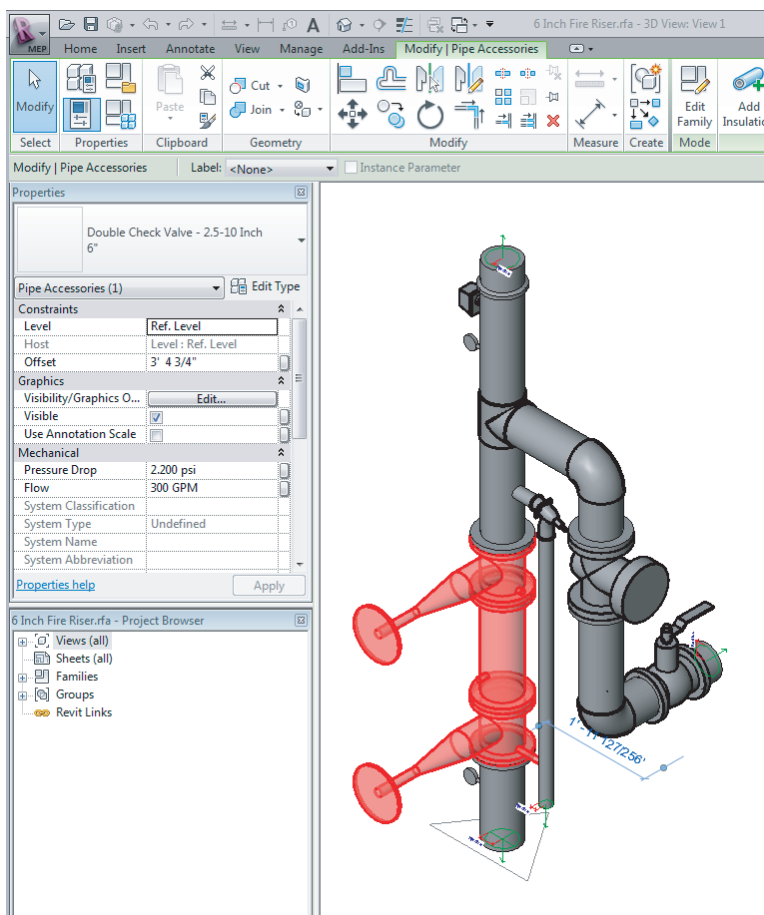 6 Inch Fire Riser.rfa - 3D View: View 1
MEP
Home Insert Annotate View Manage Add-Ins Modify | Pipe Accessories
Modify
Paste
Cut
Join
Edit Family
Add Insulatio
Select Properties Clipboard Geometry Modify Measure Create Mode
Modify | Pipe Accessories Label: <None> Instance Parameter
Properties
Double Check Valve - 2.5-10 Inch
6"
Pipe Accessories (1) Edit Type
Constraints
Level Ref. Level
Host Level : Ref. Level
Offset 3' 4 3/4"
Graphics
Visibility/Graphics O... Edit...
Visible
Use Annotation Scale
Mechanical
Pressure Drop 2.200 psi
Flow 300 GPM
System Classification
System Type Undefined
System Name
System Abbreviation
Properties help Apply
6 Inch Fire Riser.rfa - Project Browser
Views (all)
Sheets (all)
Families
Groups
Revit Links
1' - 11 127/256"